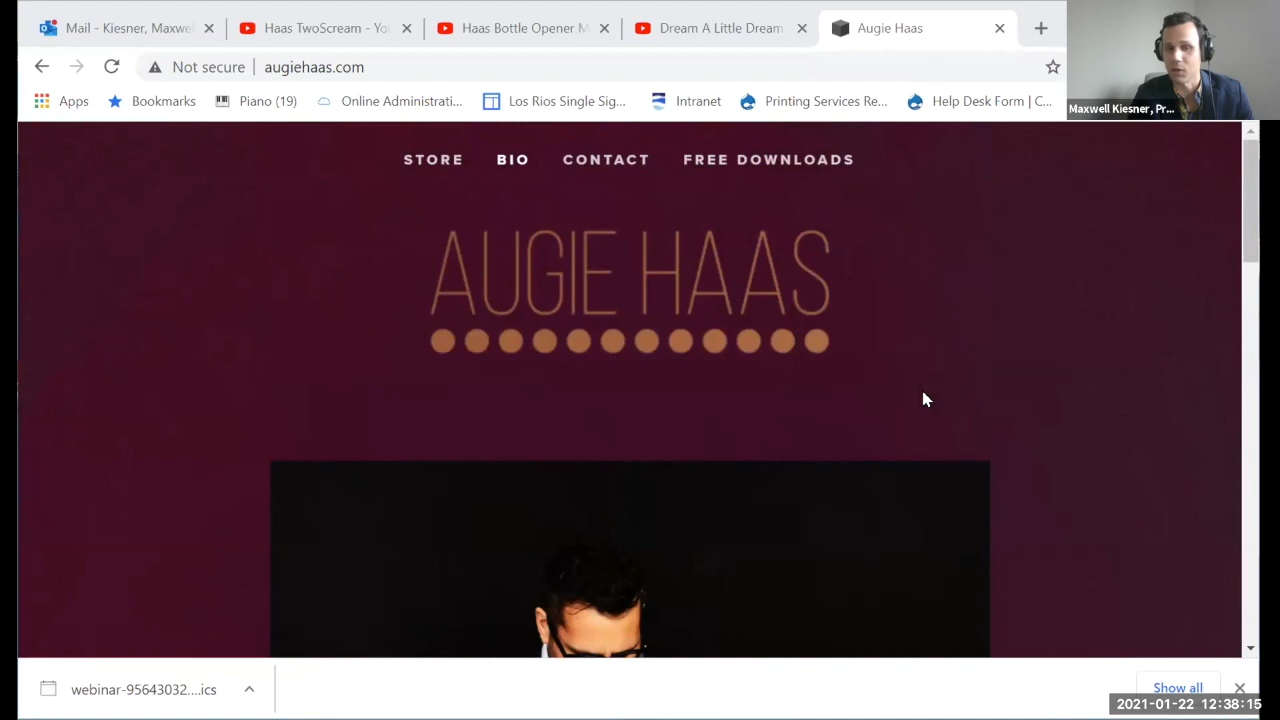 Mail - Kiesner, Maxwe
Haas TwoScream - Yo
Haas Bottle Opener M
Dream A Little Dream
Augie Haas
Not secure
augiehaas.com
Apps
Bookmarks
Piano (19)
Online Administrati...
Los Rios Single Sig...
Intranet
Printing Services Re...
Help Desk Form | C...
Maxwell Kiesner, Pr...
STORE BIO CONTACT FREE DOWNLOADS
AUGIE HAAS
webinar-95643032....ics
Show all
2021-01-22 12:38:15